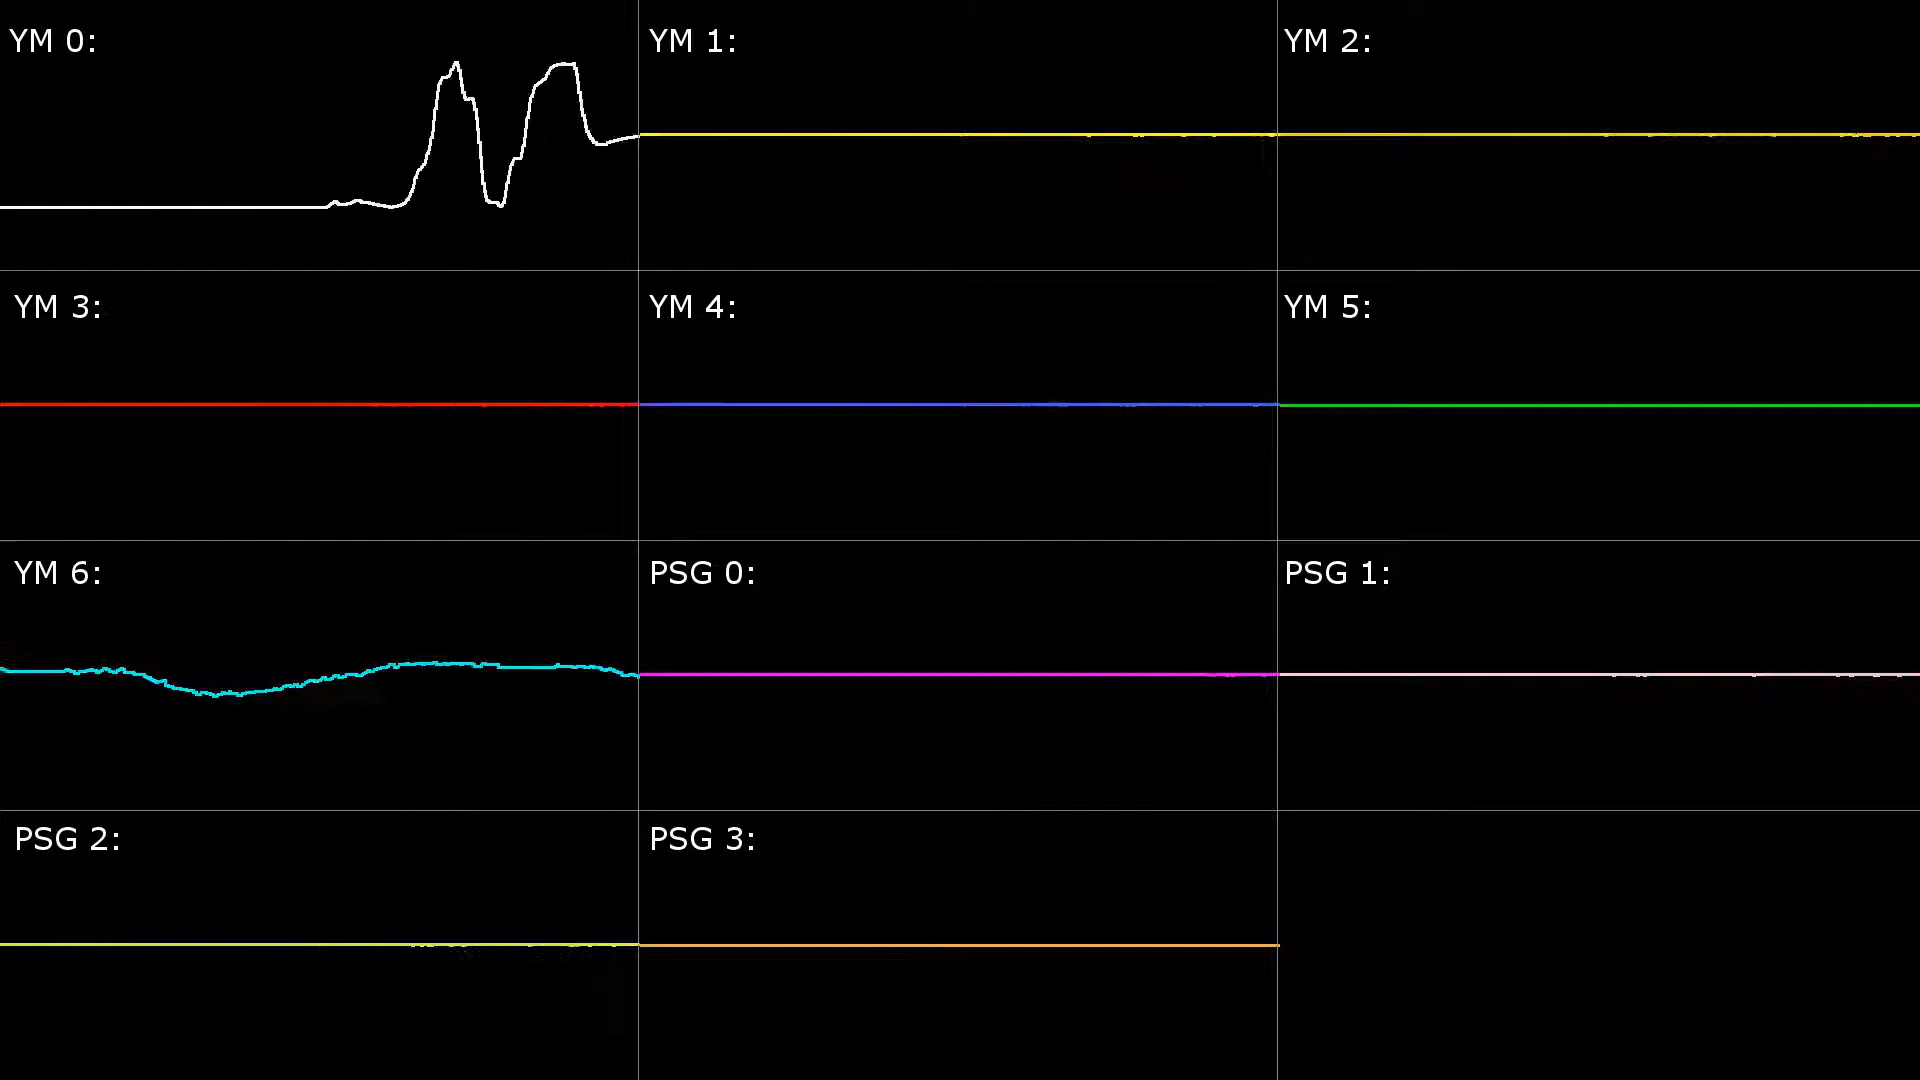 YM 0:
YM 1:
YM 2:
YM 3:
YM 4:
YM 5:
YM 6:
PSG 0:
PSG 1:
PSG 2:
PSG 3: